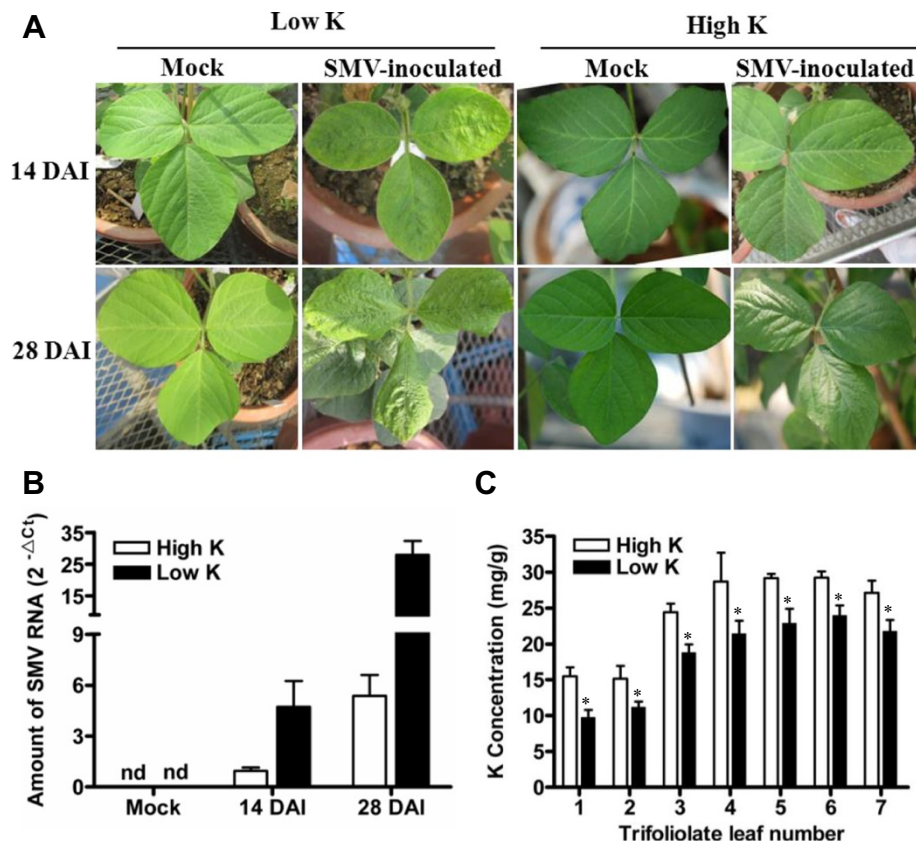 A
Low K
High K
Mock
SMV-inoculated
Mock
SMV-inoculated
14 DAI
28 DAI
B
Amount of SMV RNA (2 -△Ct)
35
25
15
9
6
3
0
High K
Low K
nd nd
Mock
14 DAI
28 DAI
C
K Concentration (mg/g)
35
30
25
20
15
10
5
0
High K
Low K
* * * * * * *
1 2 3 4 5 6 7
Trifoliolate leaf number